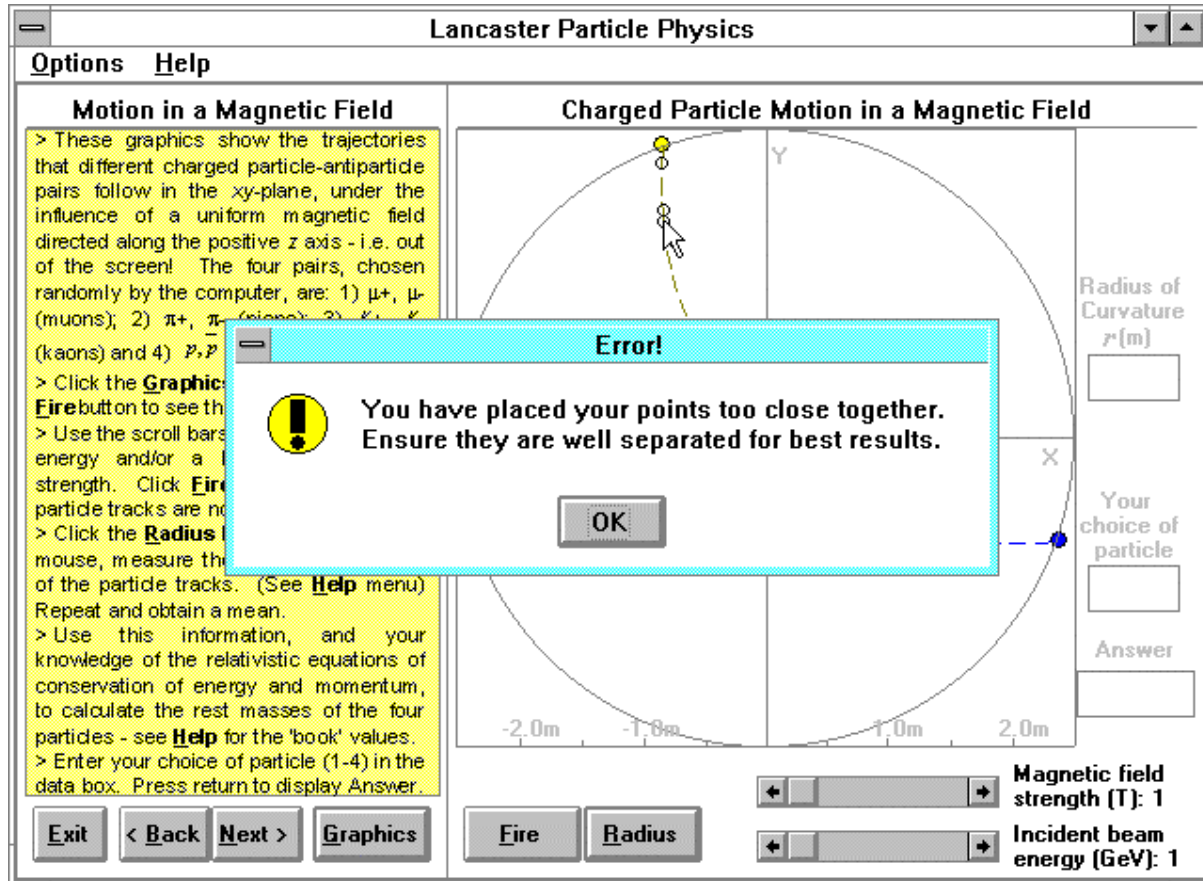 Lancaster Particle Physics
Options Help
Motion in a Magnetic Field
> These graphics show the trajectories
that different charged particle-antiparticle
pairs follow in the xy-plane, under the
influence of a uniform magnetic field
directed along the positive z axis - i.e. out
of the screen! The four pairs, chosen
randomly by the computer, are: 1) μ+, μ-
(muons); 2) π+, π- (pions); 3)
(kaons) and 4) p, p̅
> Click the Graphics
Fire button to see th
> Use the scroll bars
energy and/or a
strength. Click Fire
particle tracks are no
> Click the Radius
mouse, measure the
of the particle tracks. (See Help menu)
Repeat and obtain a mean.
> Use this information, and your
knowledge of the relativistic equations of
conservation of energy and momentum,
to calculate the rest masses of the four
particles - see Help for the 'book' values.
> Enter your choice of particle (1-4) in the
data box. Press return to display Answer.
Exit < Back Next > Graphics
Charged Particle Motion in a Magnetic Field
Y
X
-2.0m -1.0m 1.0m 2.0m
Radius of
Curvature
r (m)
Your
choice of
particle
Answer
Error!
You have placed your points too close together.
Ensure they are well separated for best results.
OK
Fire Radius
Magnetic field
strength (T): 1
Incident beam
energy (GeV): 1